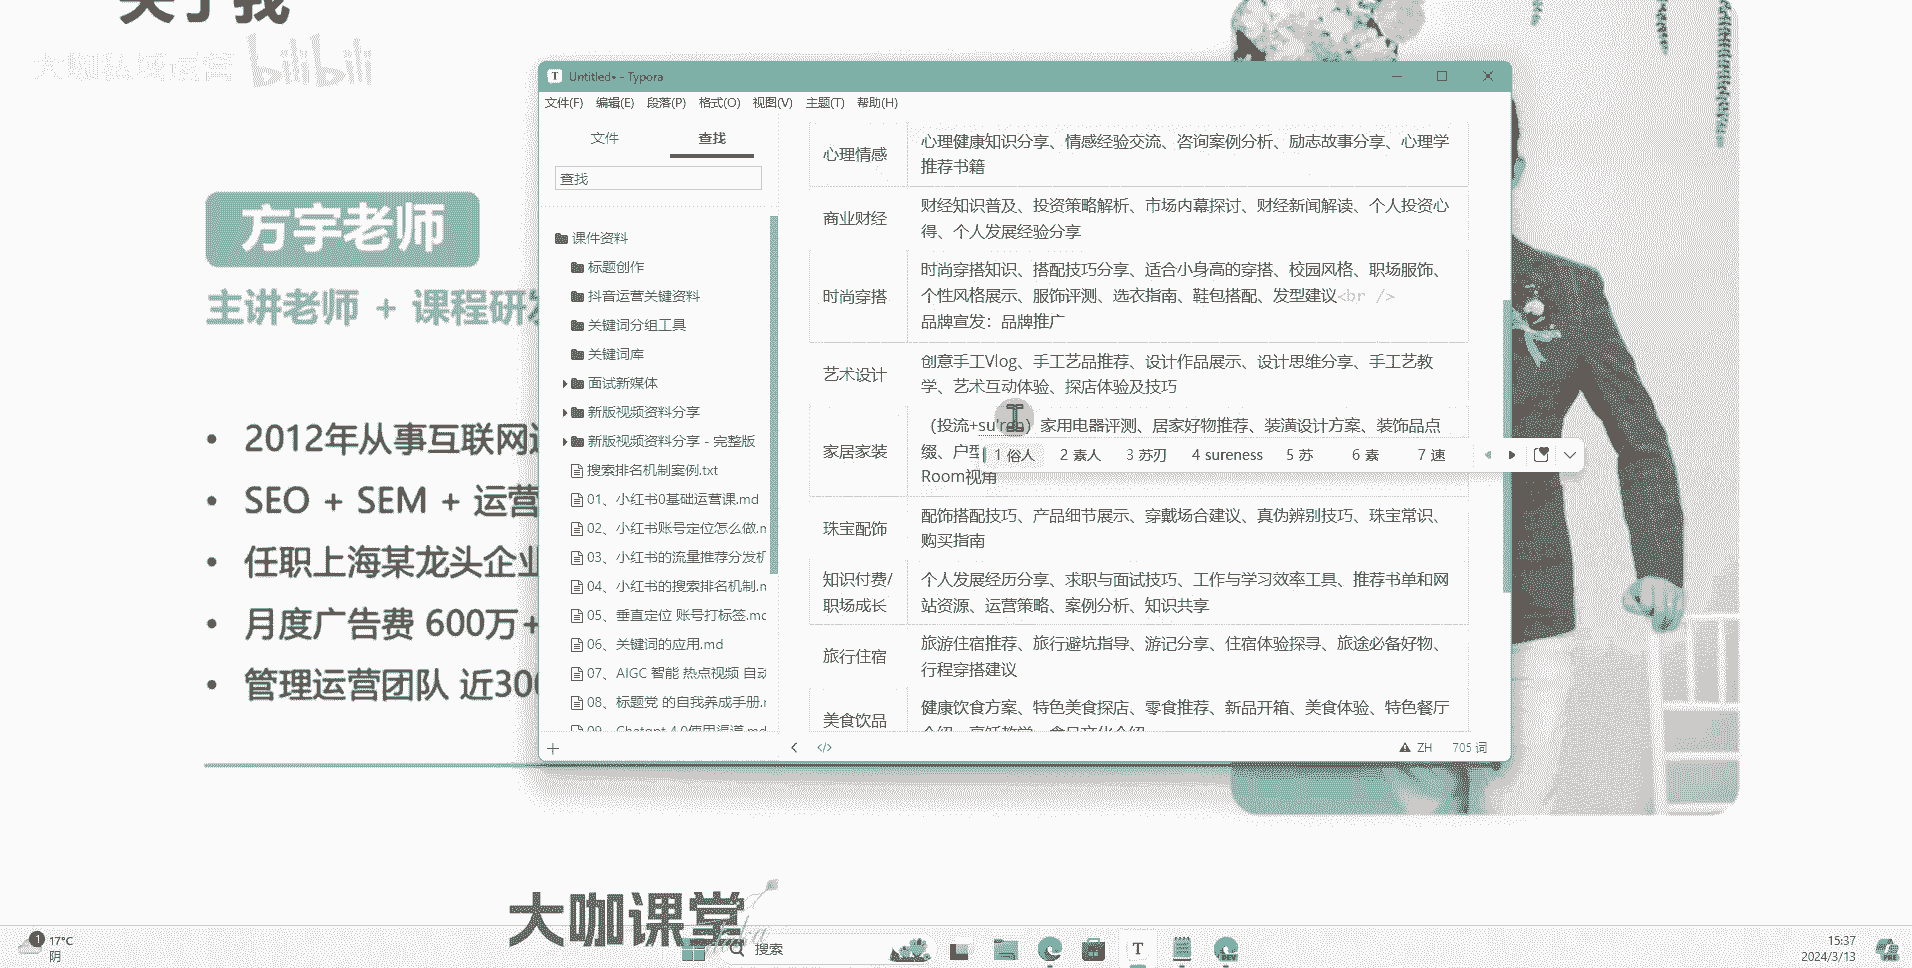 关于我
大咖私域运营 bilibili
方宇老师
主讲老师 + 课程研发
• 2012年从事互联网
• SEO + SEM + 运营
• 任职上海某龙头企业
• 月度广告费 600万+
• 管理运营团队 近300
大咖课堂
Untitled• - Typora
文件(F) 编辑(E) 段落(P) 格式(O) 视图(V) 主题(T) 帮助(H)
文件 查找
查找
课件资料
标题创作
抖音运营关键资料
关键词分组工具
关键词库
面试新媒体
新版视频资料分享
新版视频资料分享 - 完整版
搜索排名机制案例.txt
01、小红书0基础运营课.md
02、小红书账号定位怎么做.m
03、小红书的流量推荐分发机
04、小红书的搜索排名机制.m
05、垂直定位 账号打标签.mc
06、关键词的应用.md
07、AIGC 智能 热点视频 自动
08、标题党 的自我养成手册.r
09、Chatgpt 4.0使用渠道.md
心理情感
心理健康知识分享、情感经验交流、咨询案例分析、励志故事分享、心理学
推荐书籍
商业财经
财经知识普及、投资策略解析、市场内幕探讨、财经新闻解读、个人投资心
得、个人发展经验分享
时尚穿搭
时尚穿搭知识、搭配技巧分享、适合小身高的穿搭、校园风格、职场服饰、
个性风格展示、服饰评测、选衣指南、鞋包搭配、发型建议<br />
品牌宣发：品牌推广
艺术设计
创意手工Vlog、手工艺品推荐、设计作品展示、设计思维分享、手工艺教
学、艺术互动体验、探店体验及技巧
家居家装
（投流+su'ren）家用电器评测、居家好物推荐、装潢设计方案、装饰品点
缀、户型
Room视角
1 俗人 2 素人 3 苏刃 4 sureness 5 苏 6 素 7 速
珠宝配饰
配饰搭配技巧、产品细节展示、穿戴场合建议、真伪辨别技巧、珠宝常识、
购买指南
知识付费/
职场成长
个人发展经历分享、求职与面试技巧、工作与学习效率工具、推荐书单和网
站资源、运营策略、案例分析、知识共享
旅行住宿
旅游住宿推荐、旅行避坑指导、游记分享、住宿体验探寻、旅途必备好物、
行程穿搭建议
美食饮品
健康饮食方案、特色美食探店、零食推荐、新品开箱、美食体验、特色餐厅
介绍、烹饪教学、食品文化介绍
ZH 705 词
1 17°C
阴
搜索
15:37
2024/3/13